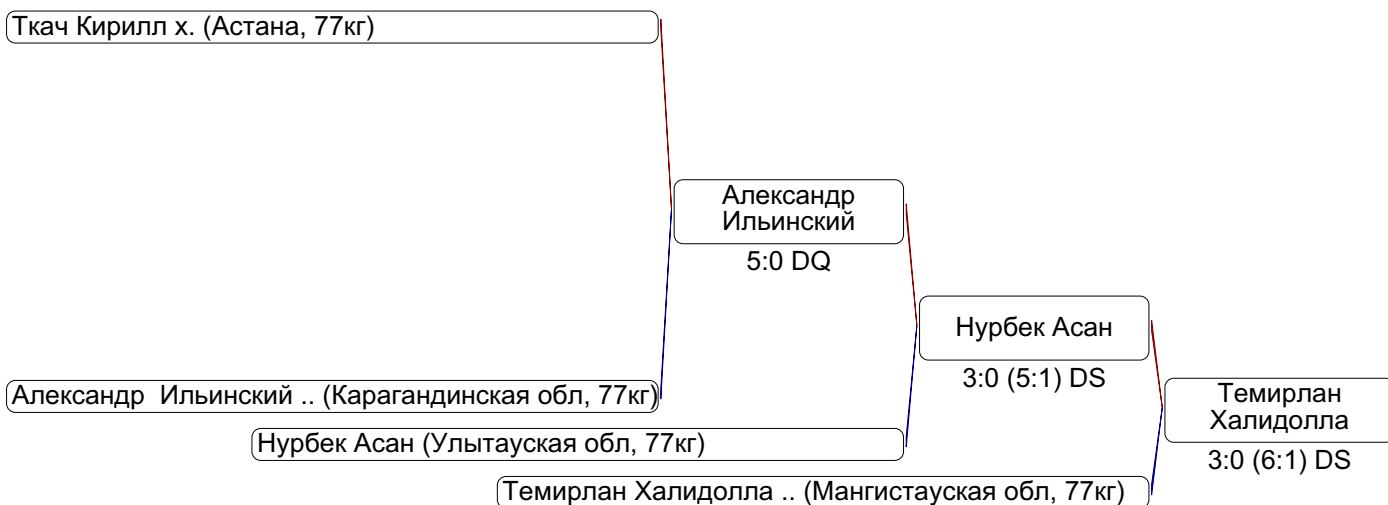 Ткач Кирилл х. (Астана, 77кг)
Александр
Ильинский
5:0 DQ
Нурбек Асан
3:0 (5:1) DS
Александр  Ильинский .. (Карагандинская обл, 77кг)
Темирлан
Халидолла
3:0 (6:1) DS
Нурбек Асан (Улытауская обл, 77кг)
Темирлан Халидолла .. (Мангистауская обл, 77кг)